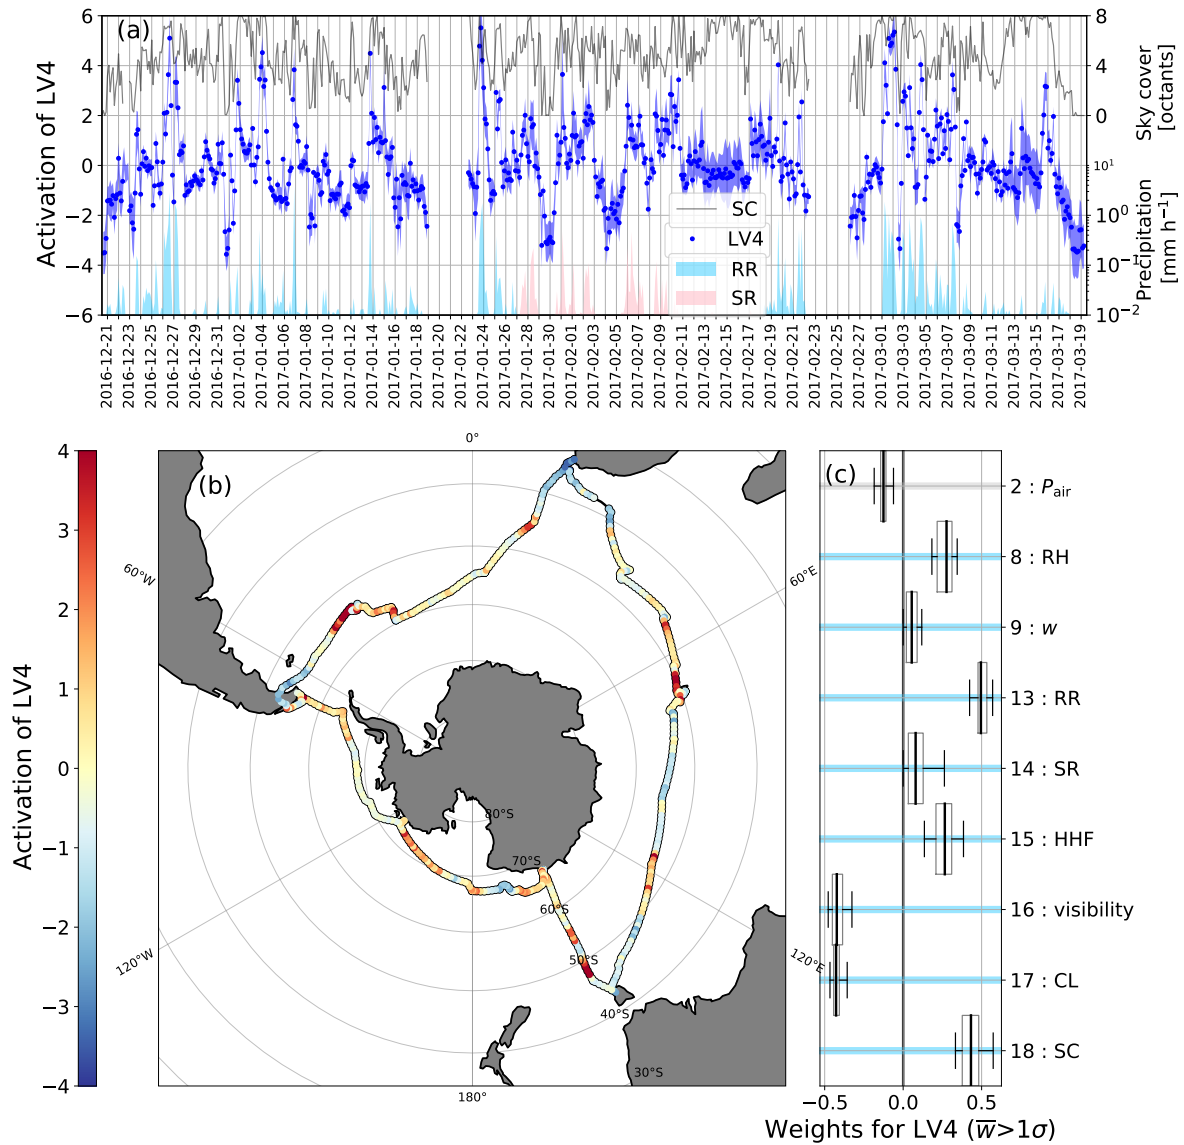 (a)
Activation of LV4
6
4
2
0
−2
−4
−6
8
4
0
Sky cover
[octants]
10¹
10⁰
10⁻¹
10⁻²
Precipitation
[mm h⁻¹]
SC
LV4
RR
SR
2016-12-21
2016-12-23
2016-12-25
2016-12-27
2016-12-29
2016-12-31
2017-01-02
2017-01-04
2017-01-06
2017-01-08
2017-01-10
2017-01-12
2017-01-14
2017-01-16
2017-01-18
2017-01-20
2017-01-22
2017-01-24
2017-01-26
2017-01-28
2017-01-30
2017-02-01
2017-02-03
2017-02-05
2017-02-07
2017-02-09
2017-02-11
2017-02-13
2017-02-15
2017-02-17
2017-02-19
2017-02-21
2017-02-23
2017-02-25
2017-02-27
2017-03-01
2017-03-03
2017-03-05
2017-03-07
2017-03-09
2017-03-11
2017-03-13
2017-03-15
2017-03-17
2017-03-19
Activation of LV4
4
3
2
1
0
−1
−2
−3
−4
(b)
0°
60°W
60°E
120°W
120°E
180°
80°S
70°S
60°S
50°S
40°S
30°S
(c)
2 : P_air
8 : RH
9 : w
13 : RR
14 : SR
15 : HHF
16 : visibility
17 : CL
18 : SC
−0.5 0.0 0.5
Weights for LV4 (w̅>1σ)